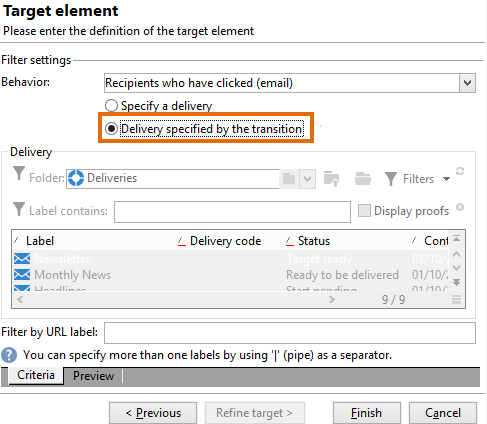 Target element
Please enter the definition of the target element
Filter settings
Behavior: Recipients who have clicked (email)
Specify a delivery
Delivery specified by the transition
Delivery
Folder: Deliveries Filters
Label contains: Display proofs
Label Delivery code Status Cont
Newsletter Target ready 01/10/2
Monthly News Ready to be delivered 01/10/2
Headlines Start pending 01/10/2
9 / 9
Filter by URL label:
? You can specify more than one labels by using '|' (pipe) as a separator.
Criteria Preview
< Previous Refine target > Finish Cancel